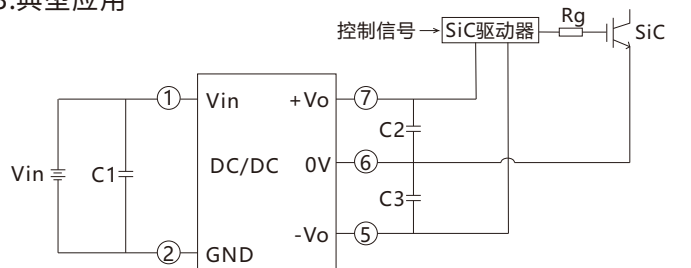 .典型应用
控制信号→
SiC驱动器
Rg
SiC
①
Vin
+Vo
⑦
C2
Vin
C1
DC/DC
0V
⑥
C3
-Vo
⑤
②
GND